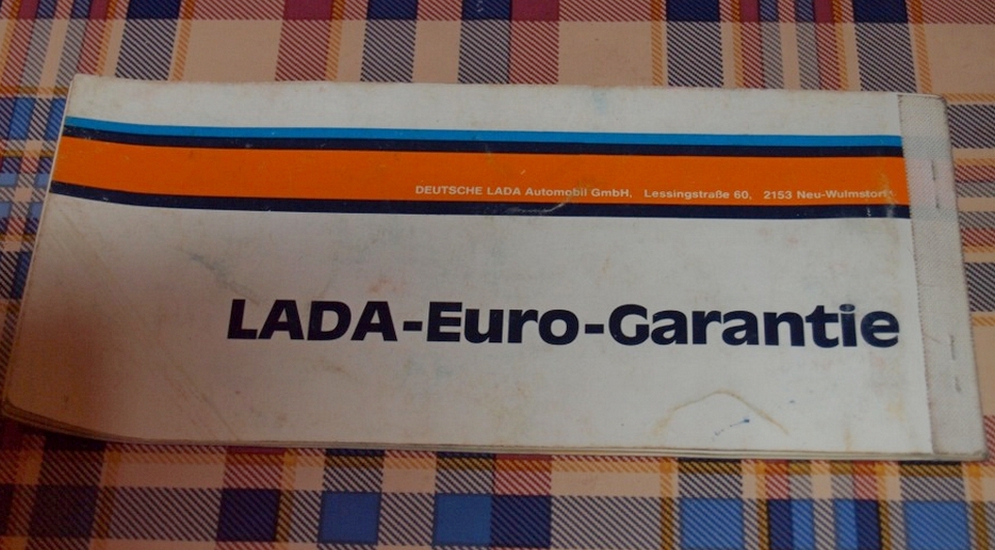 DEUTSCHE LADA Automobil GmbH, Lessingstraße 60, 2153 Neu-Wulmstorf
LADA-Euro-Garantie